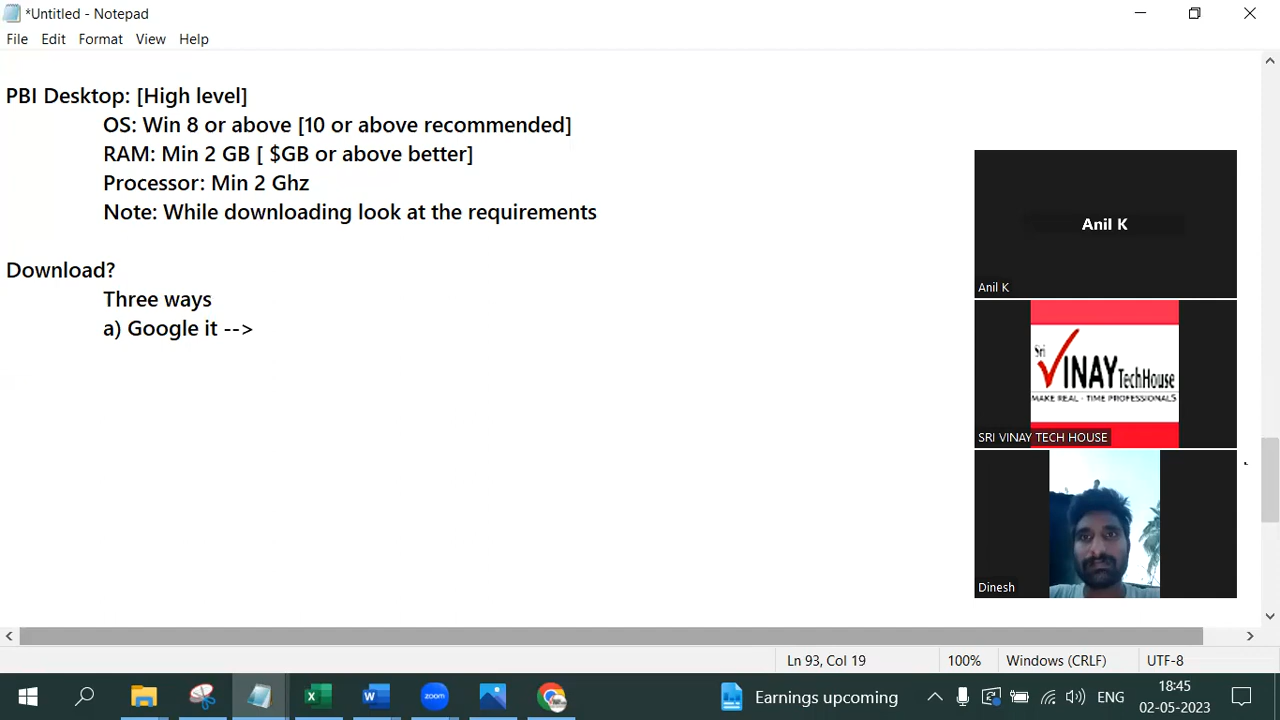 *Untitled - Notepad
File Edit Format View Help
PBI Desktop: [High level]
OS: Win 8 or above [10 or above recommended]
RAM: Min 2 GB [ $GB or above better]
Processor: Min 2 Ghz
Note: While downloading look at the requirements
Download?
Three ways
a) Google it -->
Anil K
Anil K
Sri
VINAY TechHouse
MAKE REAL - TIME PROFESSIONALS
SRI VINAY TECH HOUSE
Dinesh
Ln 93, Col 19 100% Windows (CRLF) UTF-8
zoom
Earnings upcoming
ENG
18:45
02-05-2023